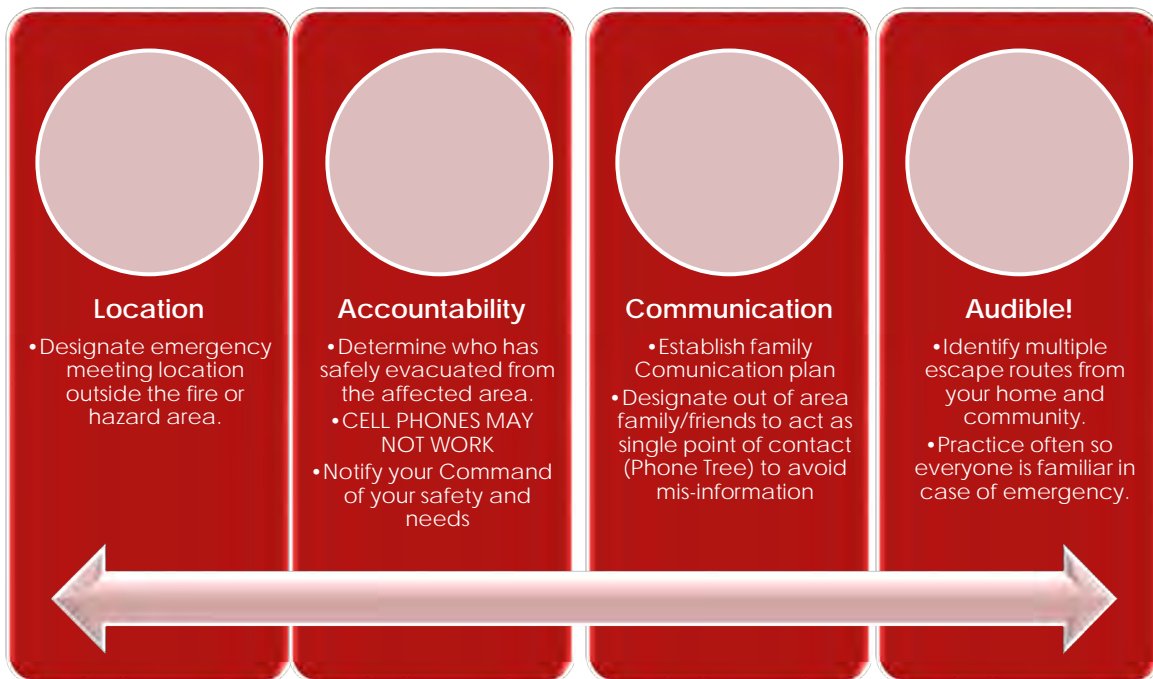 Location
•Designate emergency
meeting location
outside the fire or
hazard area.
Accountability
•Determine who has
safely evacuated from
the affected area.
•CELL PHONES MAY
NOT WORK
•Notify your Command
of your safety and
needs
Communication
•Establish family
Comunication plan
•Designate out of area
family/friends to act as
single point of contact
(Phone Tree) to avoid
mis-information
Audible!
•Identify multiple
escape routes from
your home and
community.
•Practice often so
everyone is familiar in
case of emergency.